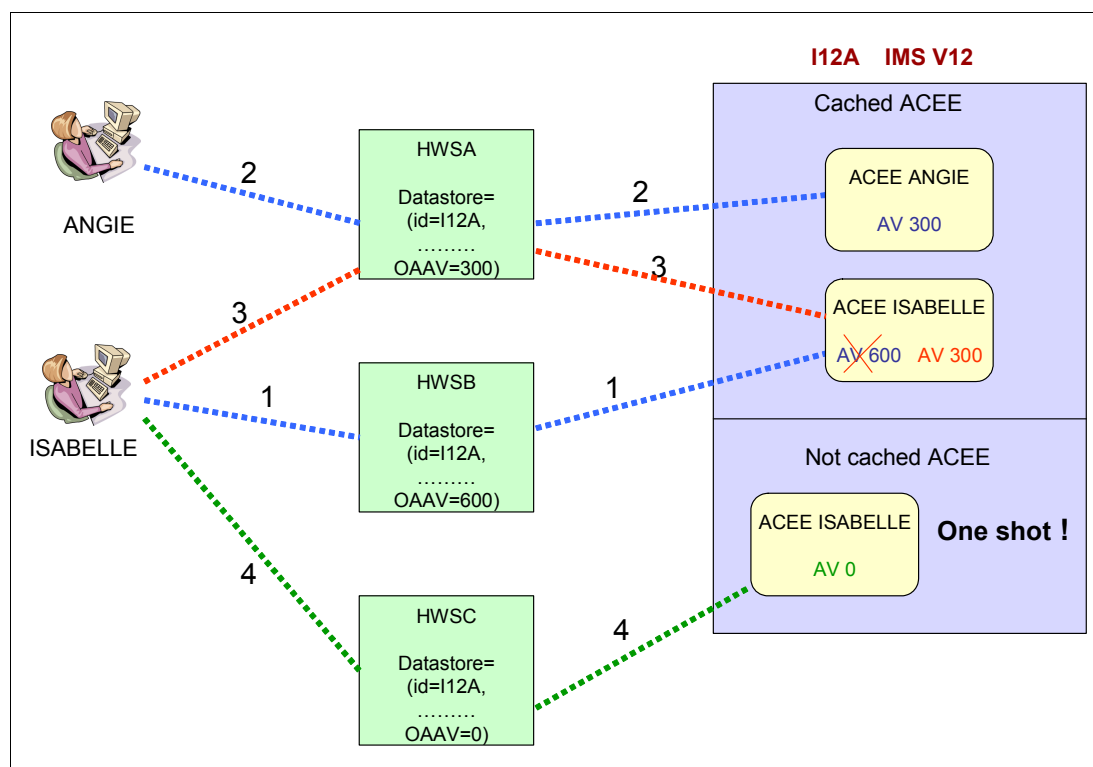 I12A IMS V12
Cached ACEE
ANGIE
2
HWSA
Datastore=
(id=I12A,
.........
OAAV=300)
2
ACEE ANGIE
AV 300
3
3
ACEE ISABELLE
AV 600 AV 300
ISABELLE
1
HWSB
Datastore=
(id=I12A,
.........
OAAV=600)
1
Not cached ACEE
ACEE ISABELLE
AV 0
One shot !
4
HWSC
Datastore=
(id=I12A,
.........
OAAV=0)
4